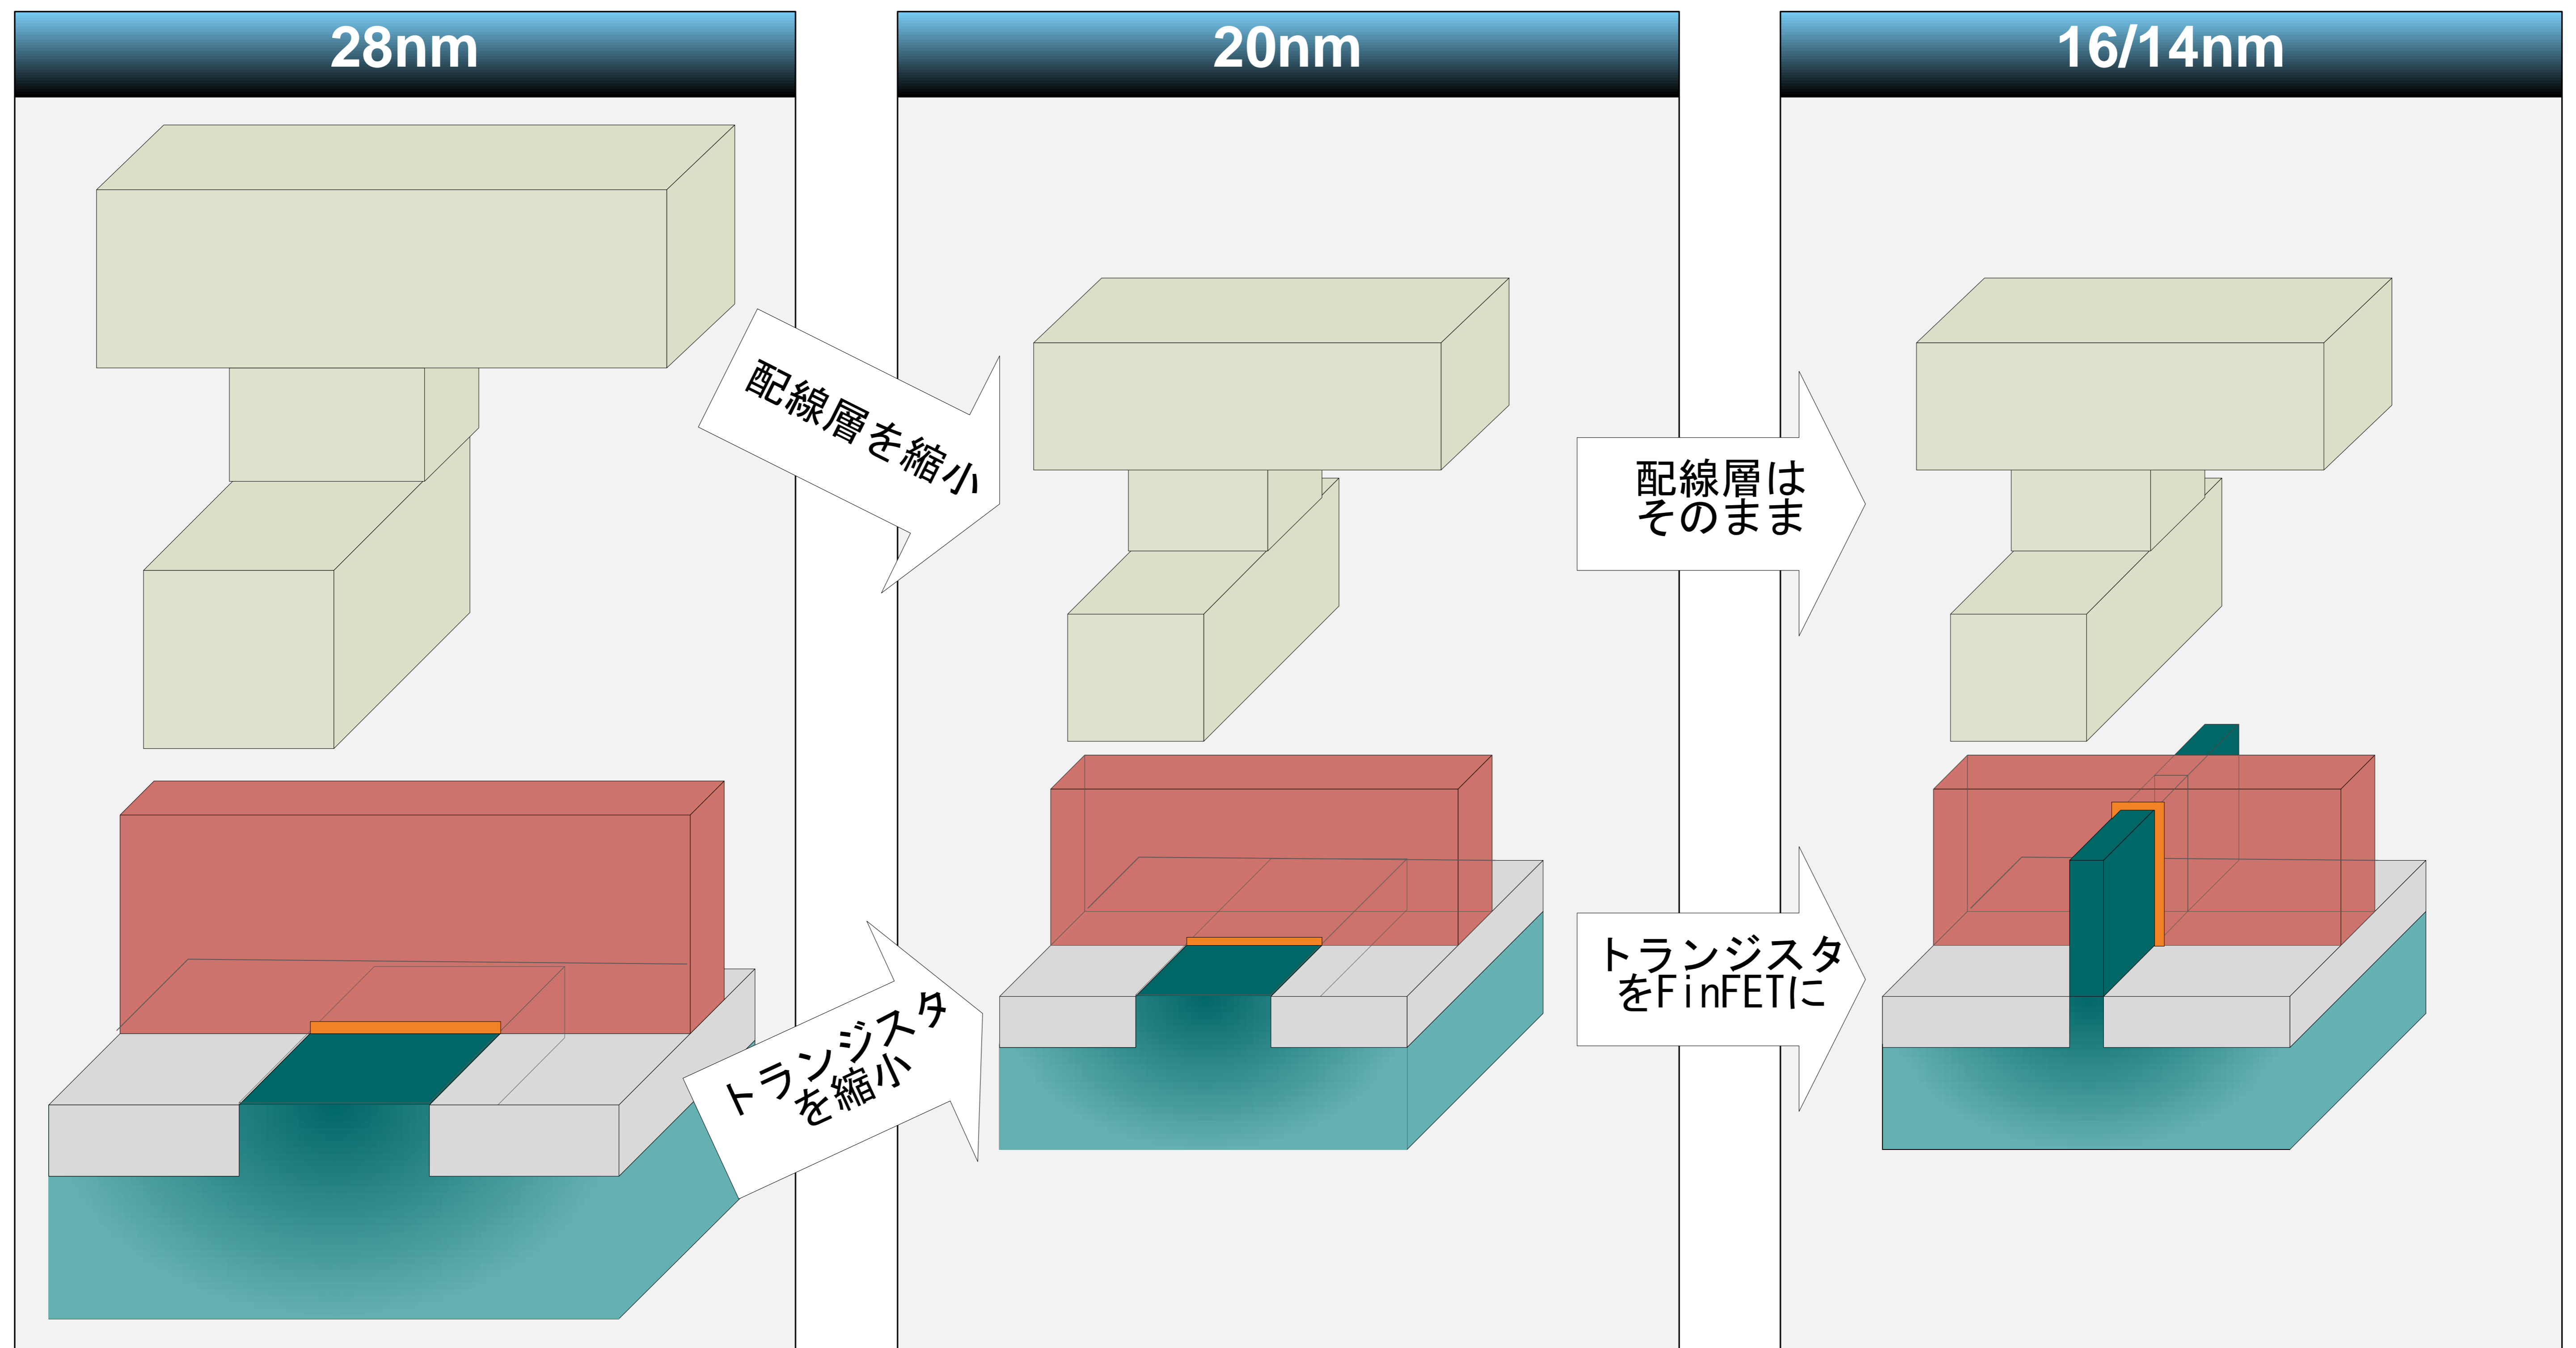 28nm
20nm
16/14nm
配線層を縮小
配線層は
そのまま
トランジスタ
を縮小
トランジスタ
をFinFETに